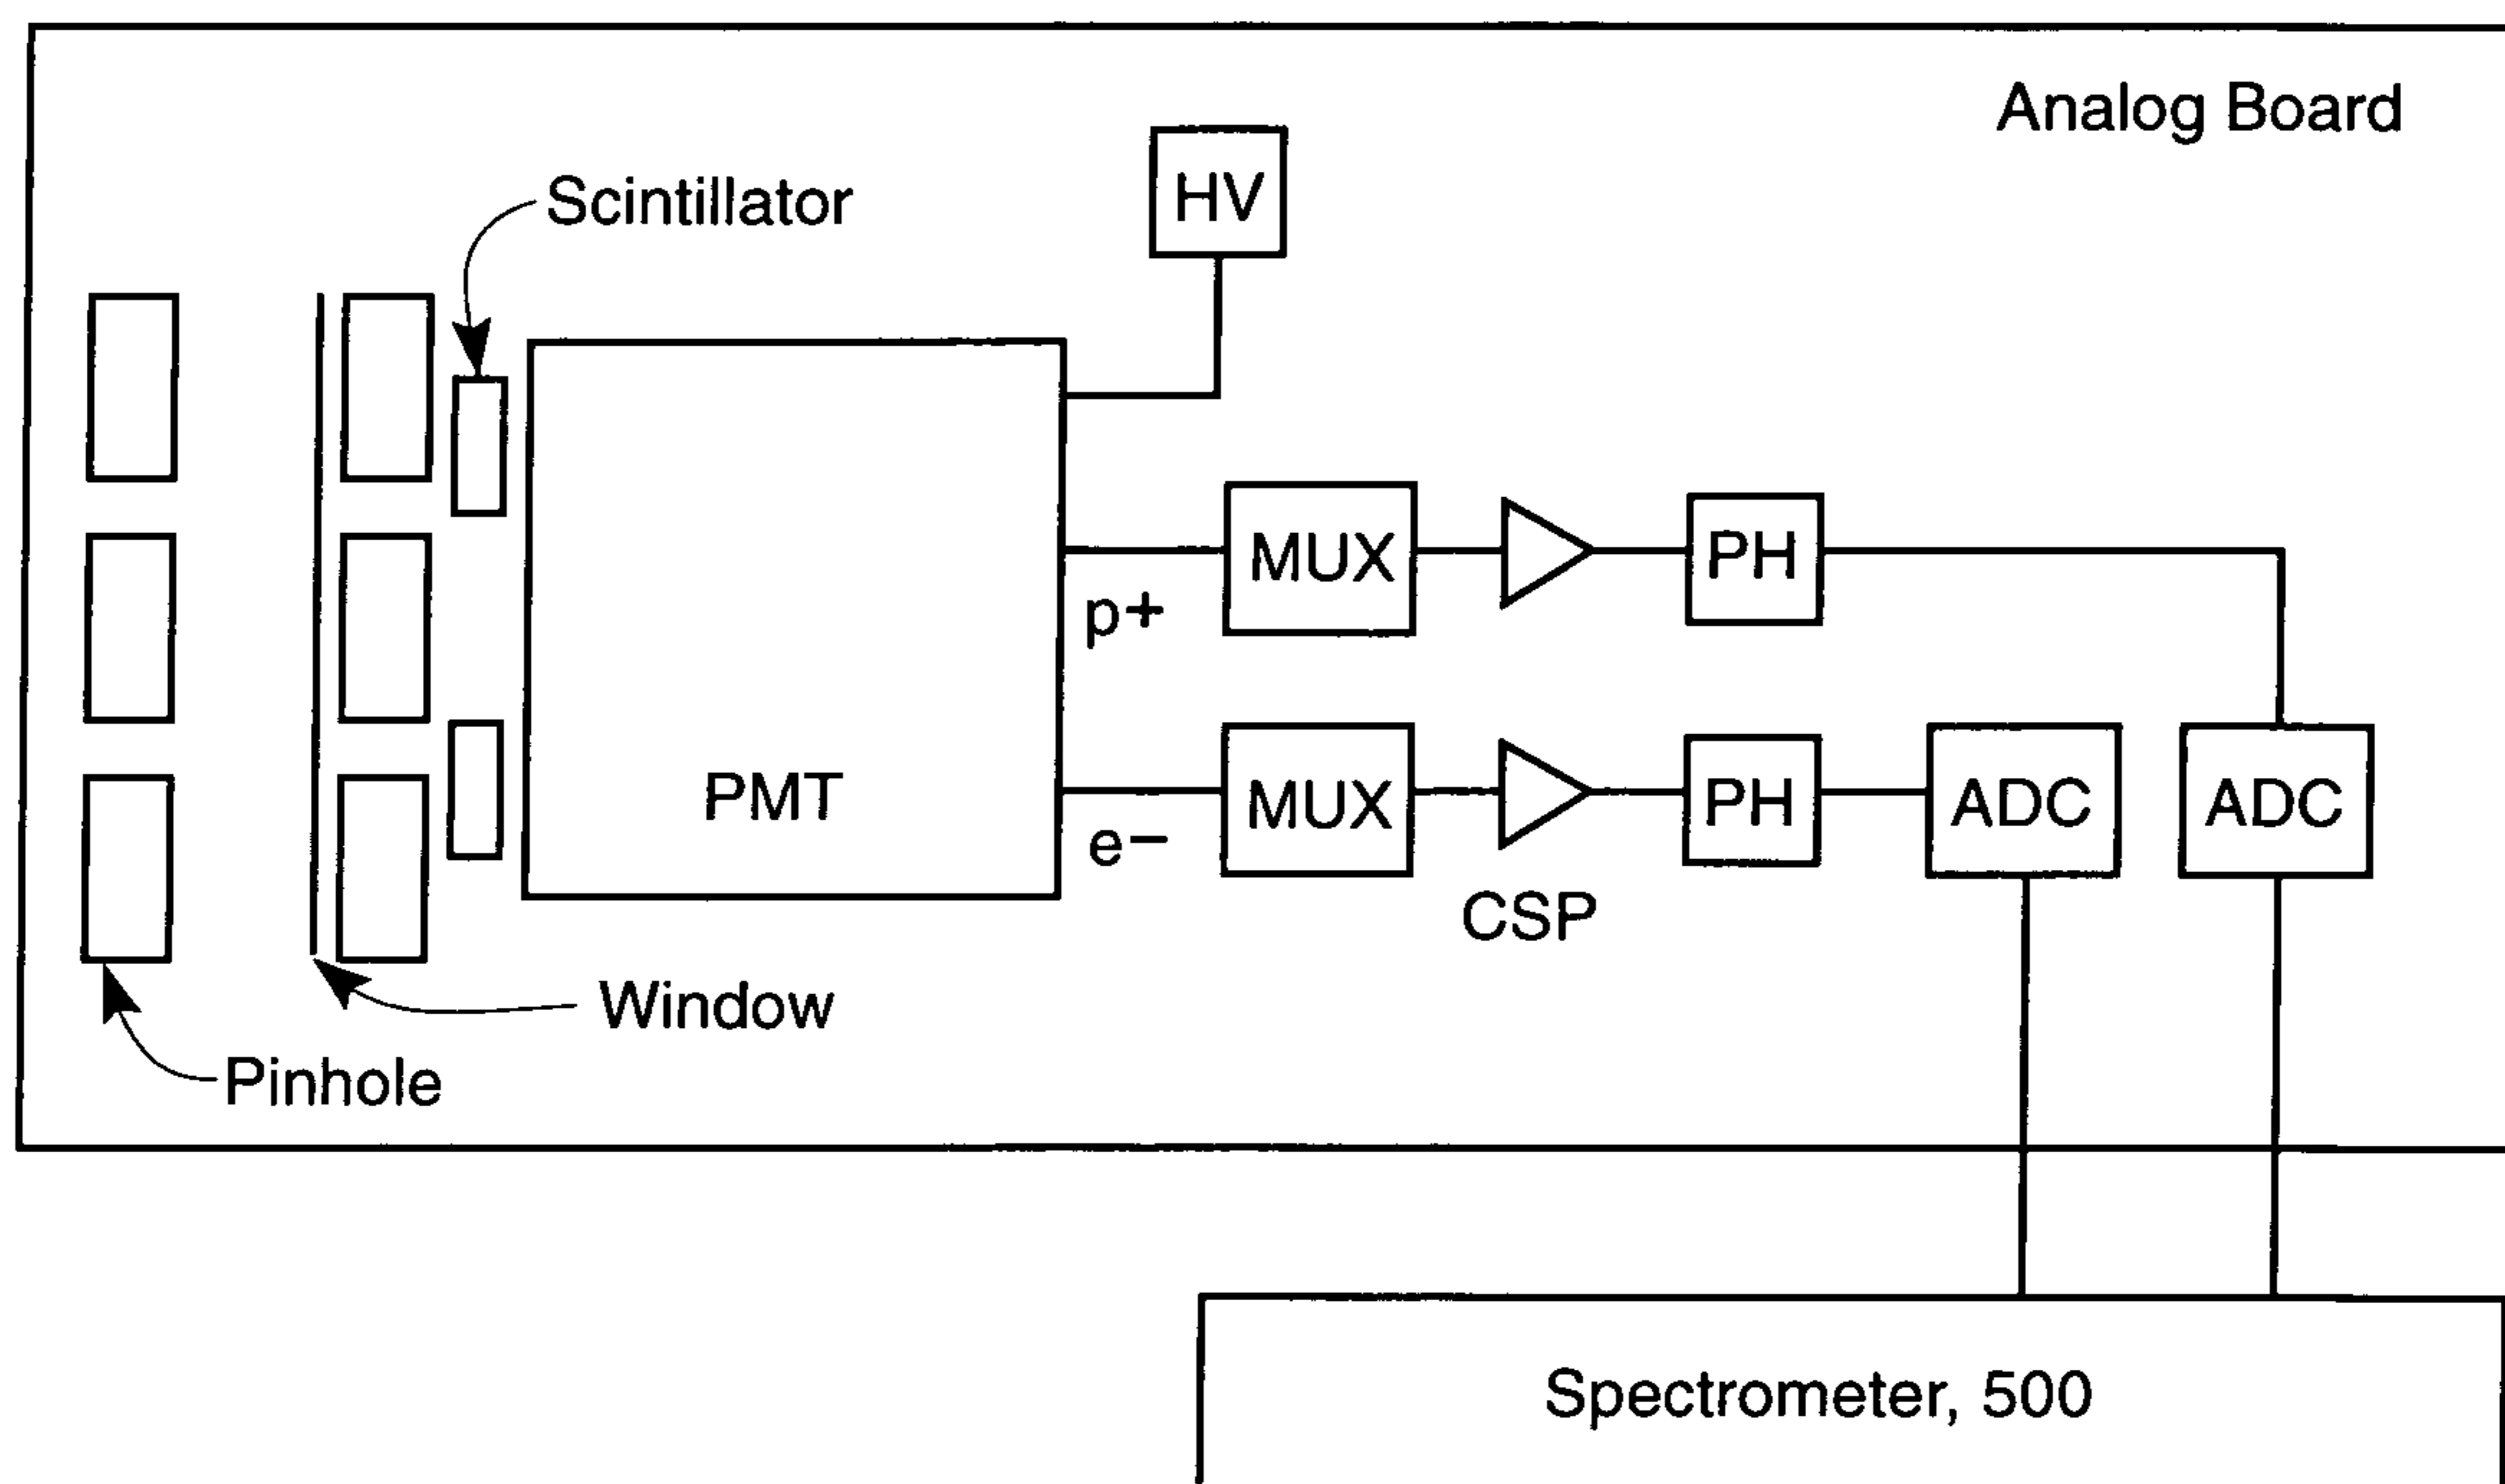 Analog Board
HV
Scintillator
MUX
PH
p+
PMT
MUX
PH
ADC
ADC
e−
CSP
Window
Pinhole
Spectrometer, 500